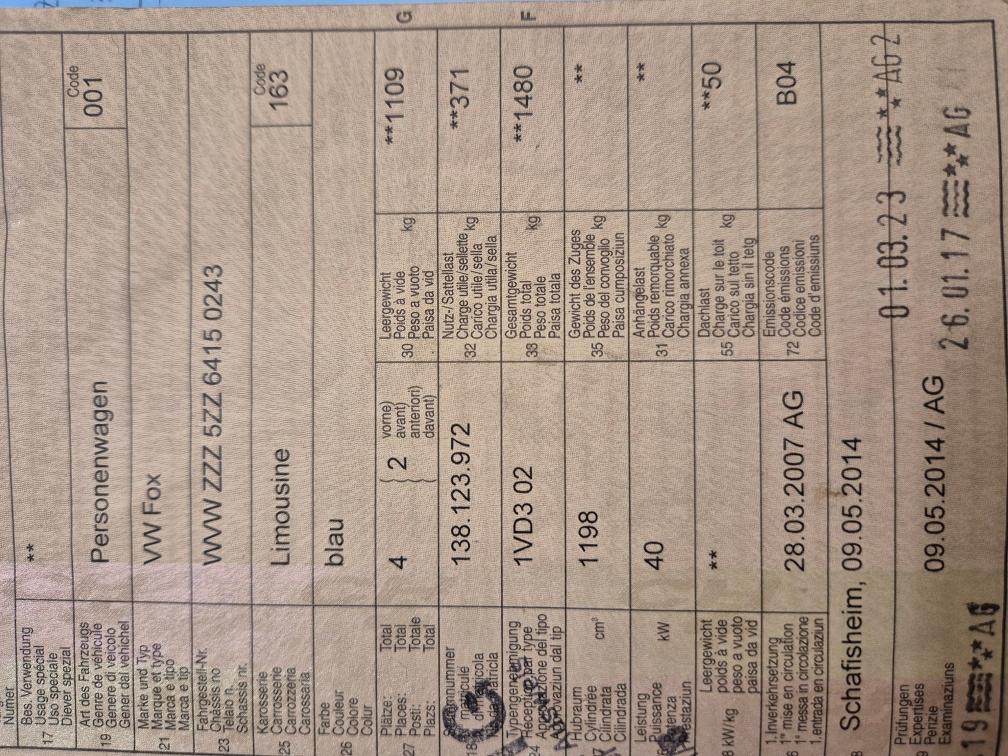 Numer
17
Bes. Verwendung
Usage spécial
Uso speciale
Diever spezial
**
19
Art des Fahrzeugs
Genre de véhicule
Genre di veicolo
Gener dal vehichel
Personenwagen
Code
001
21
Marke und Typ
Marque et type
Marca e tipo
Marca e tip
VW Fox
23
Fahrgestell-Nr.
Châssis no
Telaio n.
Schassis nr.
WVW ZZZ 5ZZ 6415 0243
25
Karosserie
Carrosserie
Carrozzeria
Carossaria
Limousine
Code
163
26
Farbe
Couleur
Colore
Colur
blau
27
Plätze: Total
Places: Total
Posti: Totale
Plazs: Total
4
2
vorne)
avant)
anteriori)
davant)
30
Leergewicht
Poids à vide
Peso a vuoto
Paisa da vid
kg
**1109
G
18
138.123.972
32
Nutz-/Sattellast
Charge utile/sellette
Carico utile/sella
Chargia utila/sella
kg
**371
24
Typengenehmigung
1VD3 02
38
Gesamtgewicht
Poids total
Peso totale
Paisa totala
kg
**1480
F
Hubraum
Cylindrée
Cilindrata
Cilindrada
cm³
1198
35
Gewicht des Zuges
Poids de l'ensemble
Peso del convoglio
Paisa cumposiziun
kg
**
Leistung
Puissance
kW
40
31
Anhängelast
Poids remorquable
Carico rimorchiato
Chargia annexa
kg
**
kW/kg
Leergewicht
poids à vide
peso a vuoto
paisa da vid
**
55
Dachlast
Charge sur le toit
Carico sul tetto
Chargia sin il tetg
kg
**50
1.Inverkehrsetzung
1re mise en circulation
1a messa in circolazione
1.entrada en circulaziun
28.03.2007 AG
72
Emissionscode
Code émissions
Codice emissioni
Code d'emissiuns
B04
Schafisheim, 09.05.2014
Prüfungen
Expertises
Perizie
Examinaziuns
09.05.2014 / AG
01.03.23 **AG 2
26.01.17 **AG
19 **AG